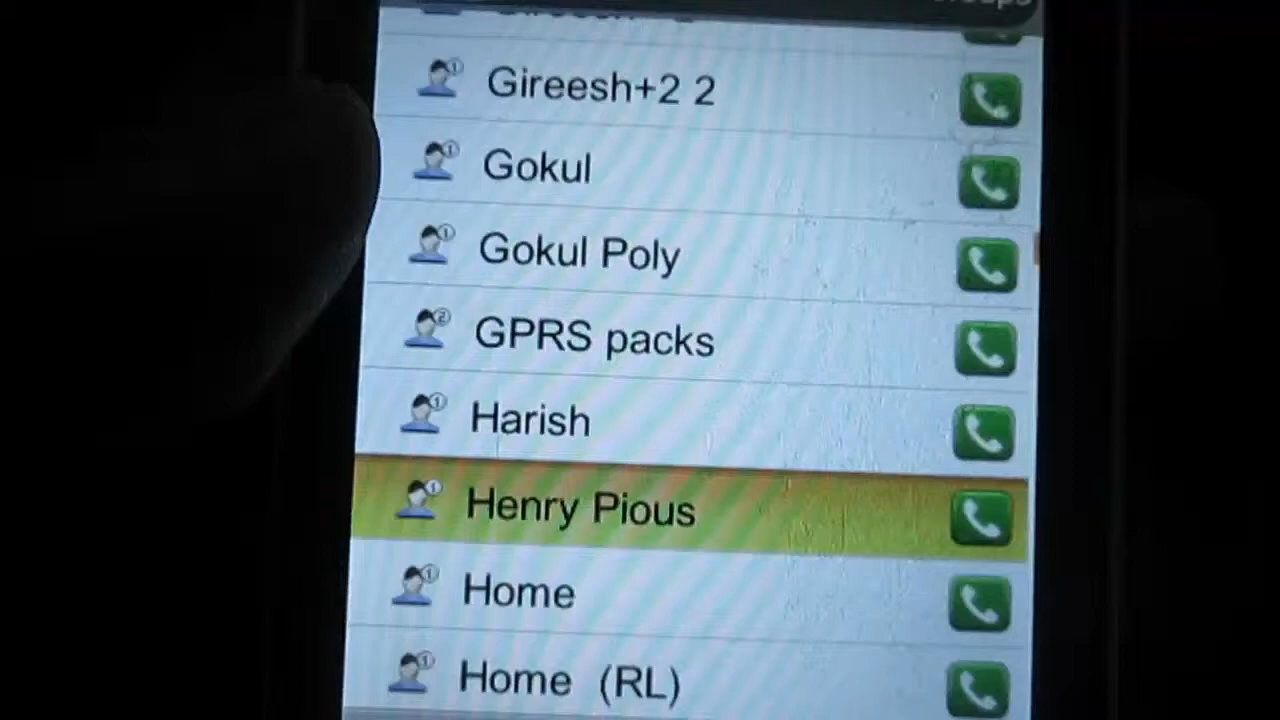 Gireesh+2 2
Gokul
Gokul Poly
GPRS packs
Harish
Henry Pious
Home
Home (RL)